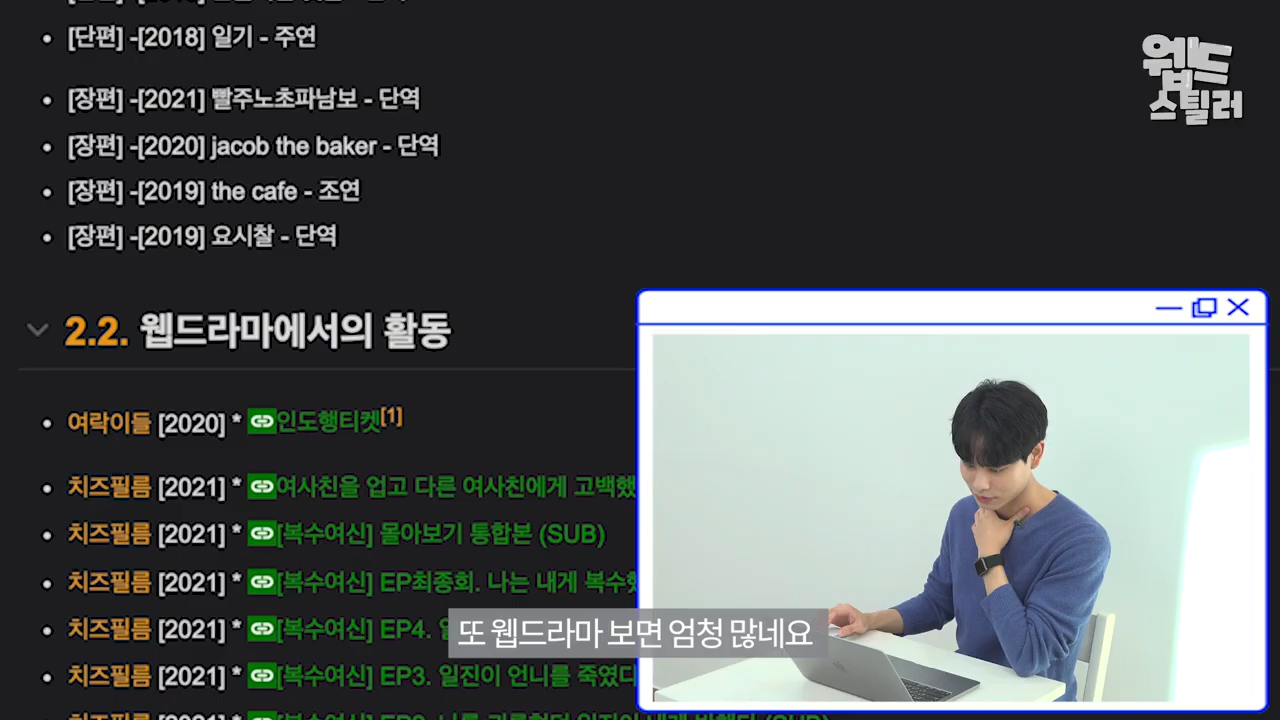 [단편] -[2018] 일기 - 주연
웹드
스틸러
[장편] -[2021] 빨주노초파남보 - 단역
[장편] -[2020] jacob the baker - 단역
[장편] -[2019] the cafe - 조연
[장편] -[2019] 요시찰 - 단역
2.2. 웹드라마에서의 활동
여락이들 [2020] * 인도행티켓[1]
치즈필름 [2021] * 여사친을 업고 다른 여사친에게 고백했
치즈필름 [2021] * [복수여신] 몰아보기 통합본 (SUB)
치즈필름 [2021] * [복수여신] EP최종회. 나는 내게 복수
치즈필름 [2021] * [복수여신] EP4.
또 웹드라마 보면 엄청 많네요
치즈필름 [2021] * [복수여신] EP3. 일진이 언니를 죽였다